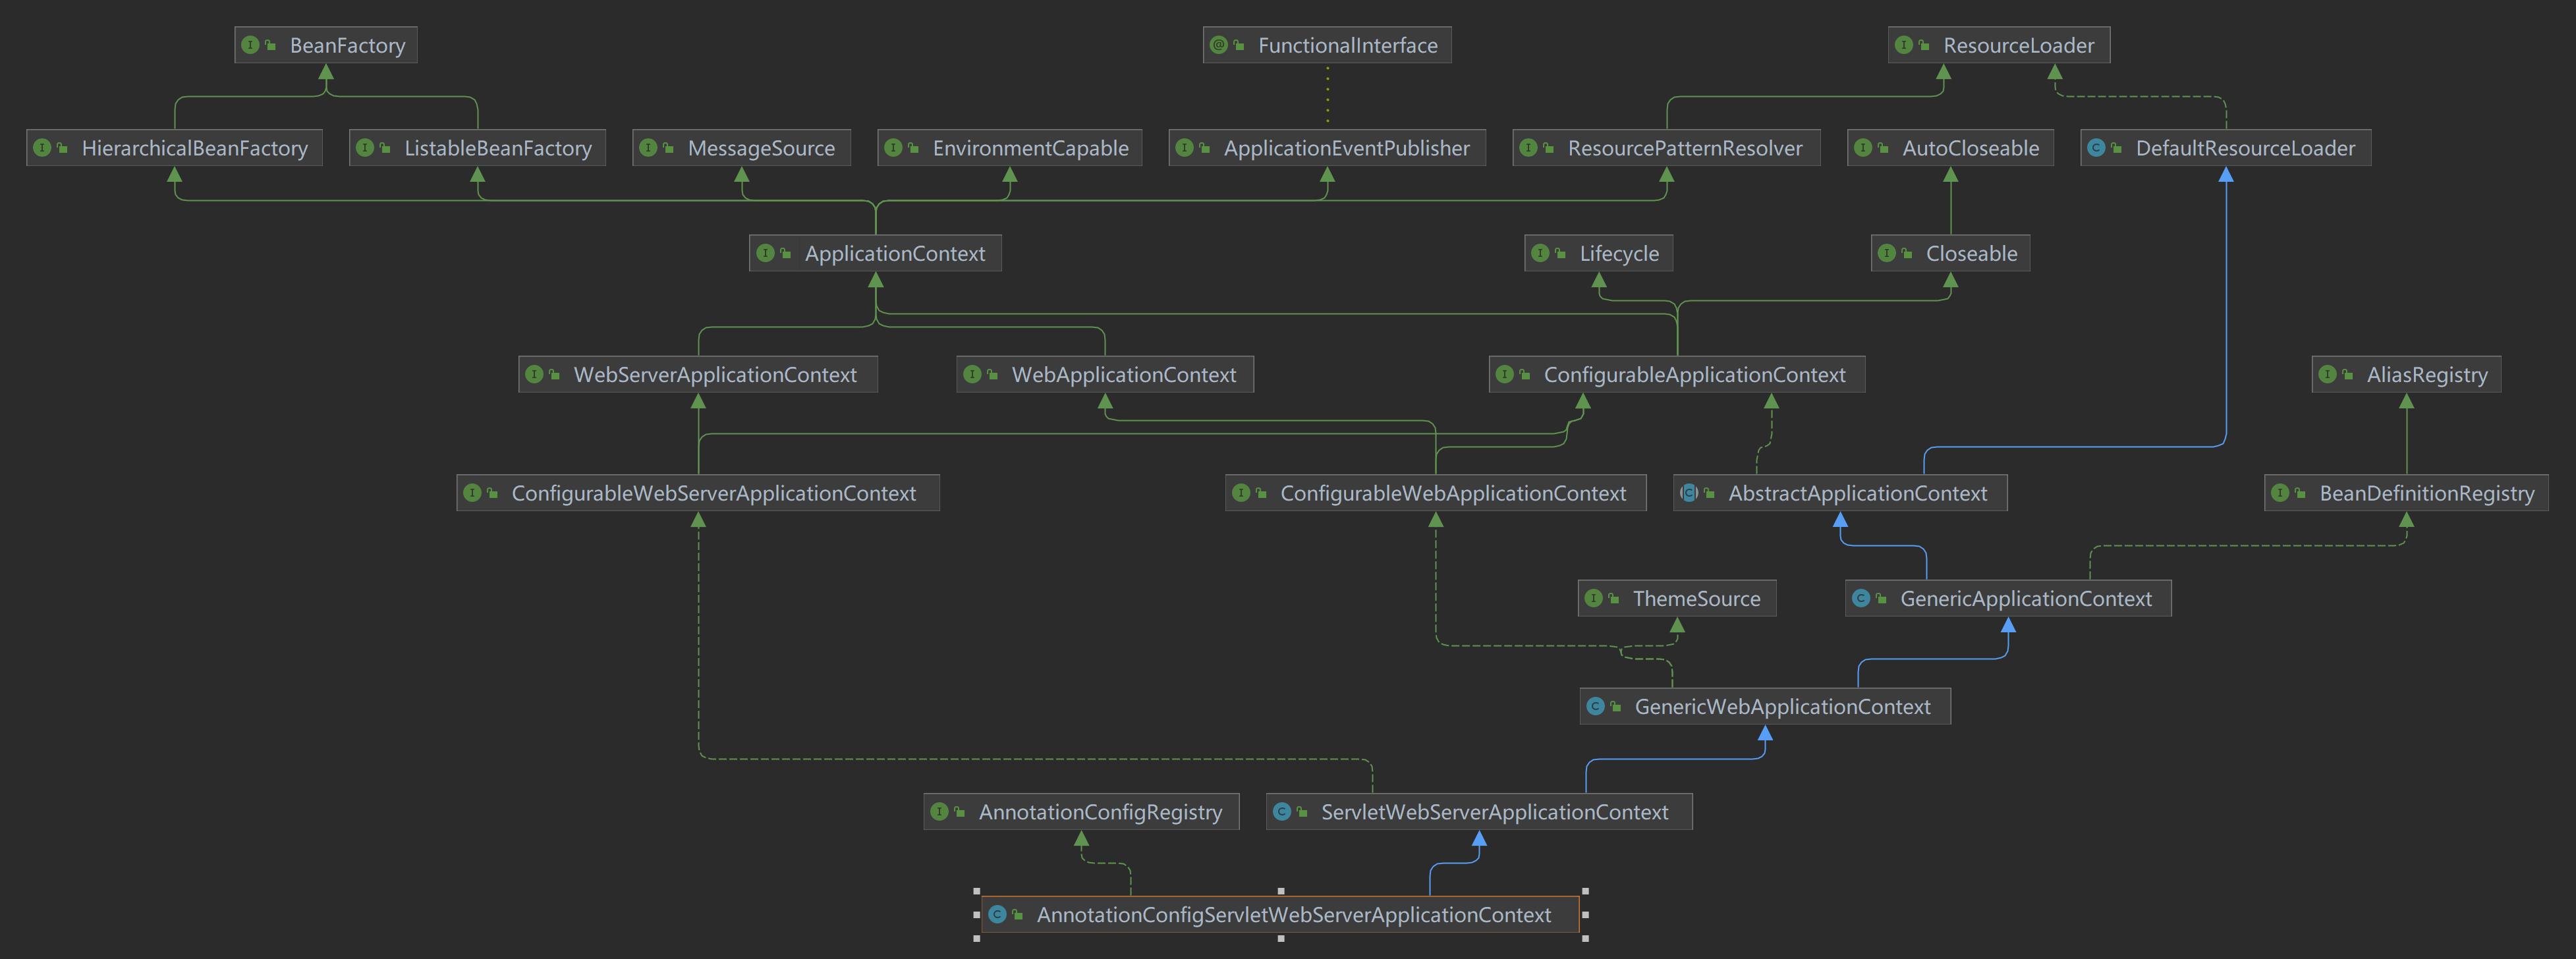 BeanFactory
FunctionalInterface
ResourceLoader
HierarchicalBeanFactory
ListableBeanFactory
MessageSource
EnvironmentCapable
ApplicationEventPublisher
ResourcePatternResolver
AutoCloseable
DefaultResourceLoader
ApplicationContext
Lifecycle
Closeable
WebServerApplicationContext
WebApplicationContext
ConfigurableApplicationContext
AliasRegistry
ConfigurableWebServerApplicationContext
ConfigurableWebApplicationContext
AbstractApplicationContext
BeanDefinitionRegistry
ThemeSource
GenericApplicationContext
GenericWebApplicationContext
AnnotationConfigRegistry
ServletWebServerApplicationContext
AnnotationConfigServletWebServerApplicationContext